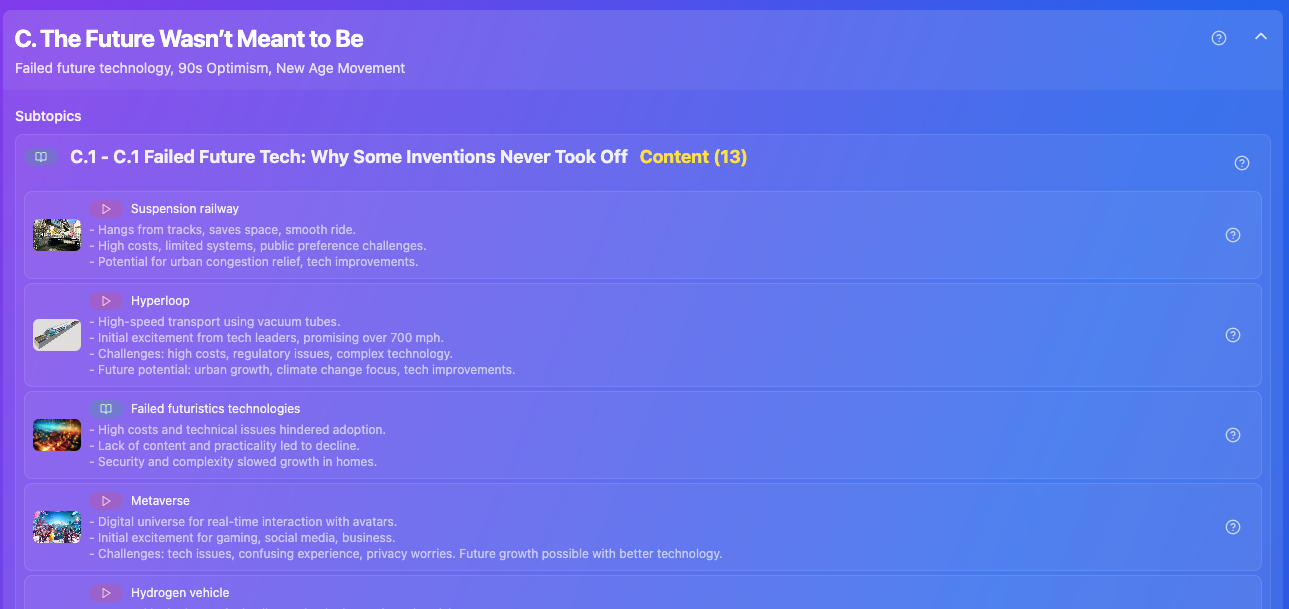 C. The Future Wasn’t Meant to Be
Failed future technology, 90s Optimism, New Age Movement
Subtopics
C.1 - C.1 Failed Future Tech: Why Some Inventions Never Took Off Content (13)
Suspension railway
- Hangs from tracks, saves space, smooth ride.
- High costs, limited systems, public preference challenges.
- Potential for urban congestion relief, tech improvements.
Hyperloop
- High-speed transport using vacuum tubes.
- Initial excitement from tech leaders, promising over 700 mph.
- Challenges: high costs, regulatory issues, complex technology.
- Future potential: urban growth, climate change focus, tech improvements.
Failed futuristics technologies
- High costs and technical issues hindered adoption.
- Lack of content and practicality led to decline.
- Security and complexity slowed growth in homes.
Metaverse
- Digital universe for real-time interaction with avatars.
- Initial excitement for gaming, social media, business.
- Challenges: tech issues, confusing experience, privacy worries. Future growth possible with better technology.
Hydrogen vehicle